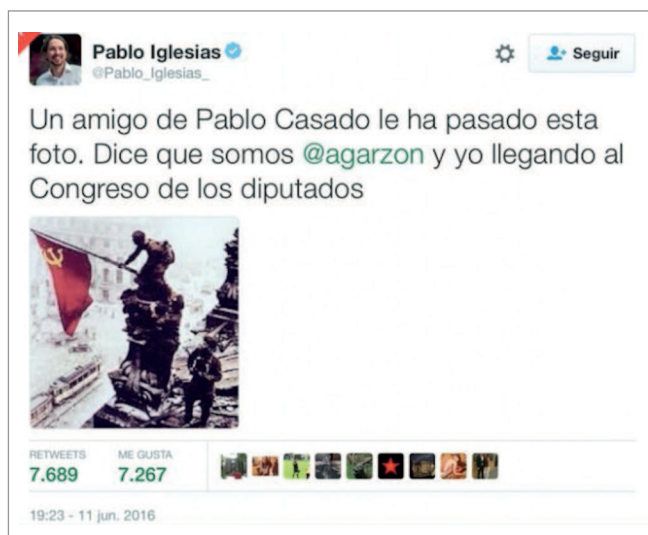 Pablo Iglesias
@Pablo_Iglesias_
Seguir
Un amigo de Pablo Casado le ha pasado esta
foto. Dice que somos @agarzon y yo llegando al
Congreso de los diputados
RETWEETS ME GUSTA
7.689 7.267
19:23 - 11 jun. 2016